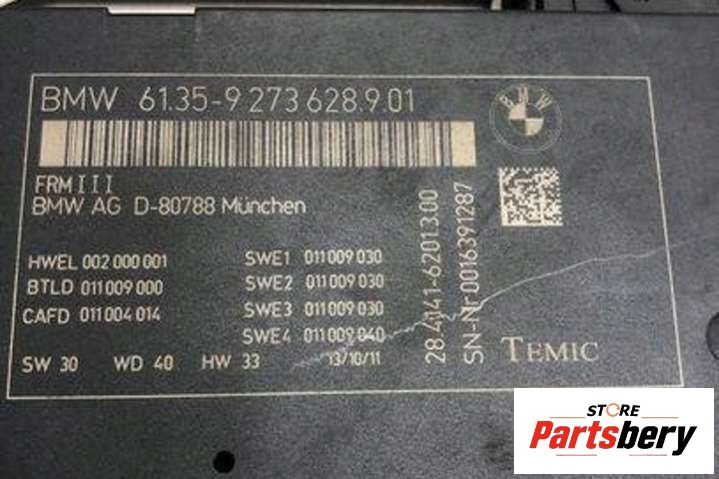 BMW 61.35-9 273 628.9 01
BMW
FRM III
BMW AG D-80788 München
HWEL 002 000 001
BTLD 011 009 000
CAFD 011 004 014
SW 30 WD 40 HW 33
SWE1 011 009 030
SWE2 011 009 030
SWE3 011 009 030
SWE4 011 009 040
13/10/11
28.4141-62013.00
SN-Nr 0016391287
TEMIC
STORE
Partsbery